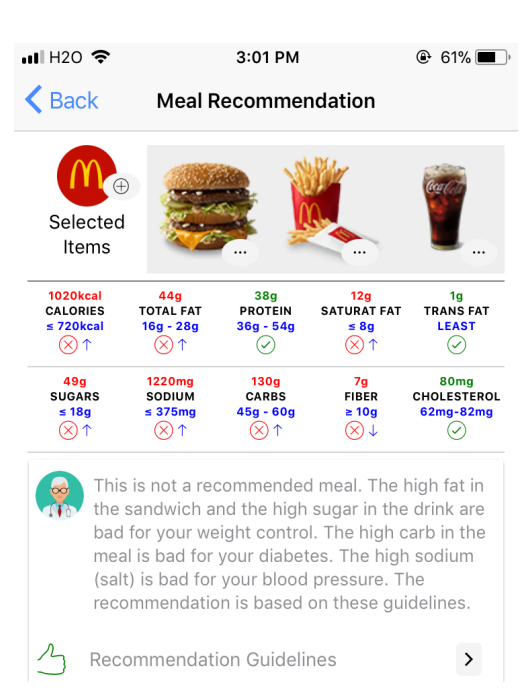 H2O 3:01 PM 61%
Back Meal Recommendation
Selected
Items
Coca-Cola
1020kcal 44g 38g 12g 1g
CALORIES TOTAL FAT PROTEIN SATURAT FAT TRANS FAT
≤ 720kcal 16g - 28g 36g - 54g ≤ 8g LEAST
49g 1220mg 130g 7g 80mg
SUGARS SODIUM CARBS FIBER CHOLESTEROL
≤ 18g ≤ 375mg 45g - 60g ≥ 10g 62mg-82mg
This is not a recommended meal. The high fat in
the sandwich and the high sugar in the drink are
bad for your weight control. The high carb in the
meal is bad for your diabetes. The high sodium
(salt) is bad for your blood pressure. The
recommendation is based on these guidelines.
Recommendation Guidelines